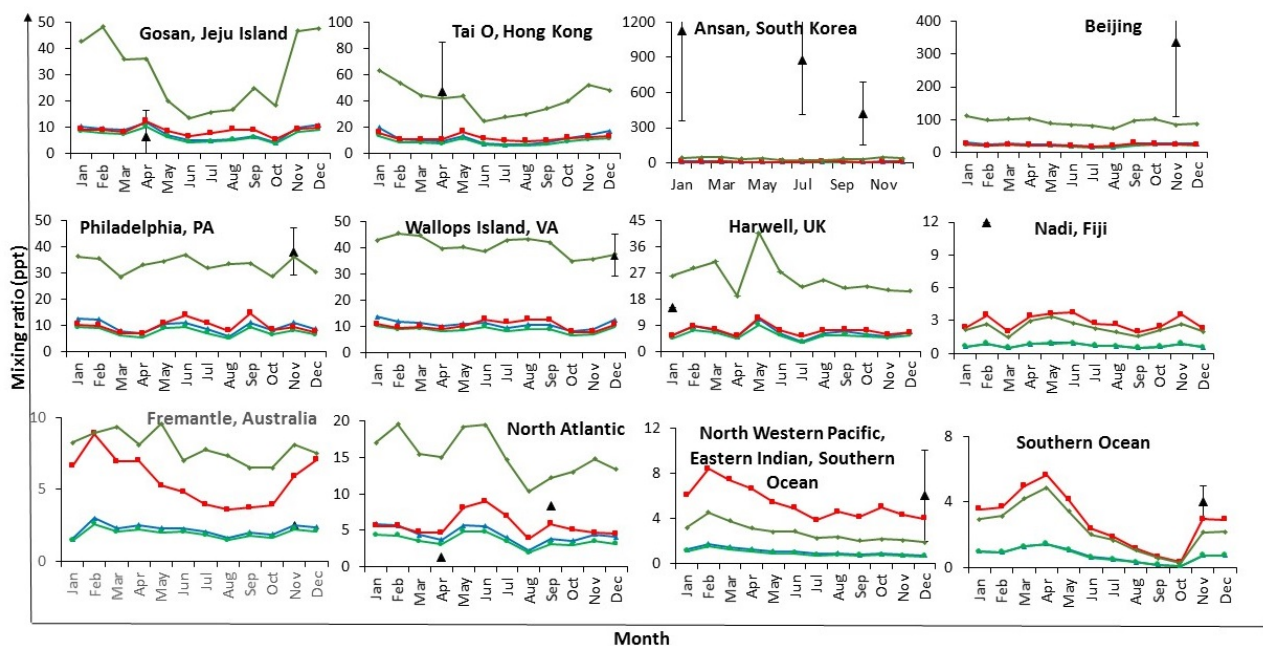 Mixing ratio (ppt)
Gosan, Jeju Island
50
40
30
20
10
0
Jan Feb Mar Apr May Jun Jul Aug Sep Oct Nov Dec
Tai O, Hong Kong
100
80
60
40
20
0
Jan Feb Mar Apr May Jun Jul Aug Sep Oct Nov Dec
Ansan, South Korea
1200
900
600
300
0
Jan Mar May Jul Sep Nov
Beijing
400
300
200
100
0
Jan Feb Mar Apr May Jun Jul Aug Sep Oct Nov Dec
Philadelphia, PA
50
40
30
20
10
0
Jan Feb Mar Apr May Jun Jul Aug Sep Oct Nov Dec
Wallops Island, VA
50
40
30
20
10
0
Jan Feb Mar Apr May Jun Jul Aug Sep Oct Nov Dec
Harwell, UK
45
36
27
18
9
0
Jan Feb Mar Apr May Jun Jul Aug Sep Oct Nov Dec
Nadi, Fiji
12
9
6
3
0
Jan Feb Mar Apr May Jun Jul Aug Sep Oct Nov Dec
Fremantle, Australia
10
5
0
Jan Feb Mar Apr May Jun Jul Aug Sep Oct Nov Dec
North Atlantic
20
15
10
5
0
Jan Feb Mar Apr May Jun Jul Aug Sep Oct Nov Dec
North Western Pacific,
Eastern Indian, Southern
Ocean
12
8
4
0
Jan Feb Mar Apr May Jun Jul Aug Sep Oct Nov Dec
Southern Ocean
8
4
0
Jan Feb Mar Apr May Jun Jul Aug Sep Oct Nov Dec
Month